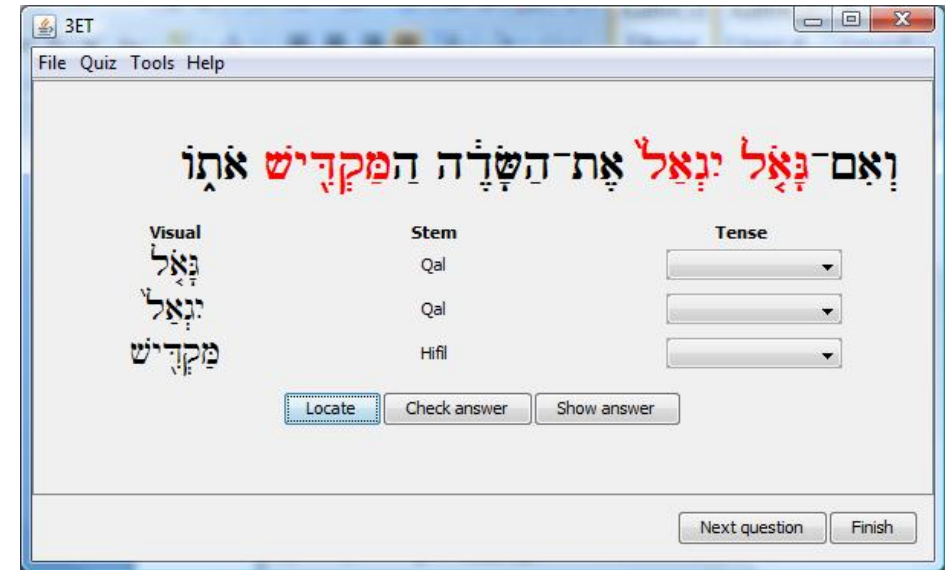 3ET
File Quiz Tools Help
וְאִם־גָּאֹ֤ל יִגְאַל֙ אֶת־הַשָּׂדֶ֔ה הַמַּקְדִּ֖ישׁ אֹת֑וֹ
Visual Stem Tense
גָּאֹ֤ל Qal
יִגְאַל֙ Qal
מַּקְדִּ֖ישׁ Hifil
Locate Check answer Show answer
Next question Finish